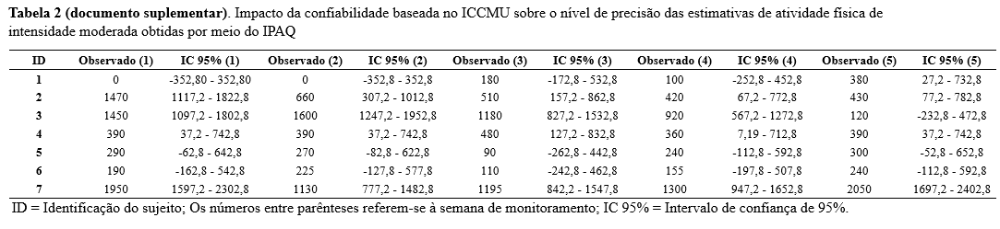 Tabela 2 (documento suplementar). Impacto da confiabilidade baseada no ICCMU sobre o nível de precisão das estimativas de atividade física de
intensidade moderada obtidas por meio do IPAQ
ID Observado (1) IC 95% (1) Observado (2) IC 95% (2) Observado (3) IC 95% (3) Observado (4) IC 95% (4) Observado (5) IC 95% (5)
1 0 -352,80 - 352,80 0 -352,8 - 352,8 180 -172,8 - 532,8 100 -252,8 - 452,8 380 27,2 - 732,8
2 1470 1117,2 - 1822,8 660 307,2 - 1012,8 510 157,2 - 862,8 420 67,2 - 772,8 430 77,2 - 782,8
3 1450 1097,2 - 1802,8 1600 1247,2 - 1952,8 1180 827,2 - 1532,8 920 567,2 - 1272,8 120 -232,8 - 472,8
4 390 37,2 - 742,8 390 37,2 - 742,8 480 127,2 - 832,8 360 7,19 - 712,8 390 37,2 - 742,8
5 290 -62,8 - 642,8 270 -82,8 - 622,8 90 -262,8 - 442,8 240 -112,8 - 592,8 300 -52,8 - 652,8
6 190 -162,8 - 542,8 225 -127,8 - 577,8 110 -242,8 - 462,8 155 -197,8 - 507,8 240 -112,8 - 592,8
7 1950 1597,2 - 2302,8 1130 777,2 - 1482,8 1195 842,2 - 1547,8 1300 947,2 - 1652,8 2050 1697,2 - 2402,8
ID = Identificação do sujeito; Os números entre parênteses referem-se à semana de monitoramento; IC 95% = Intervalo de confiança de 95%.